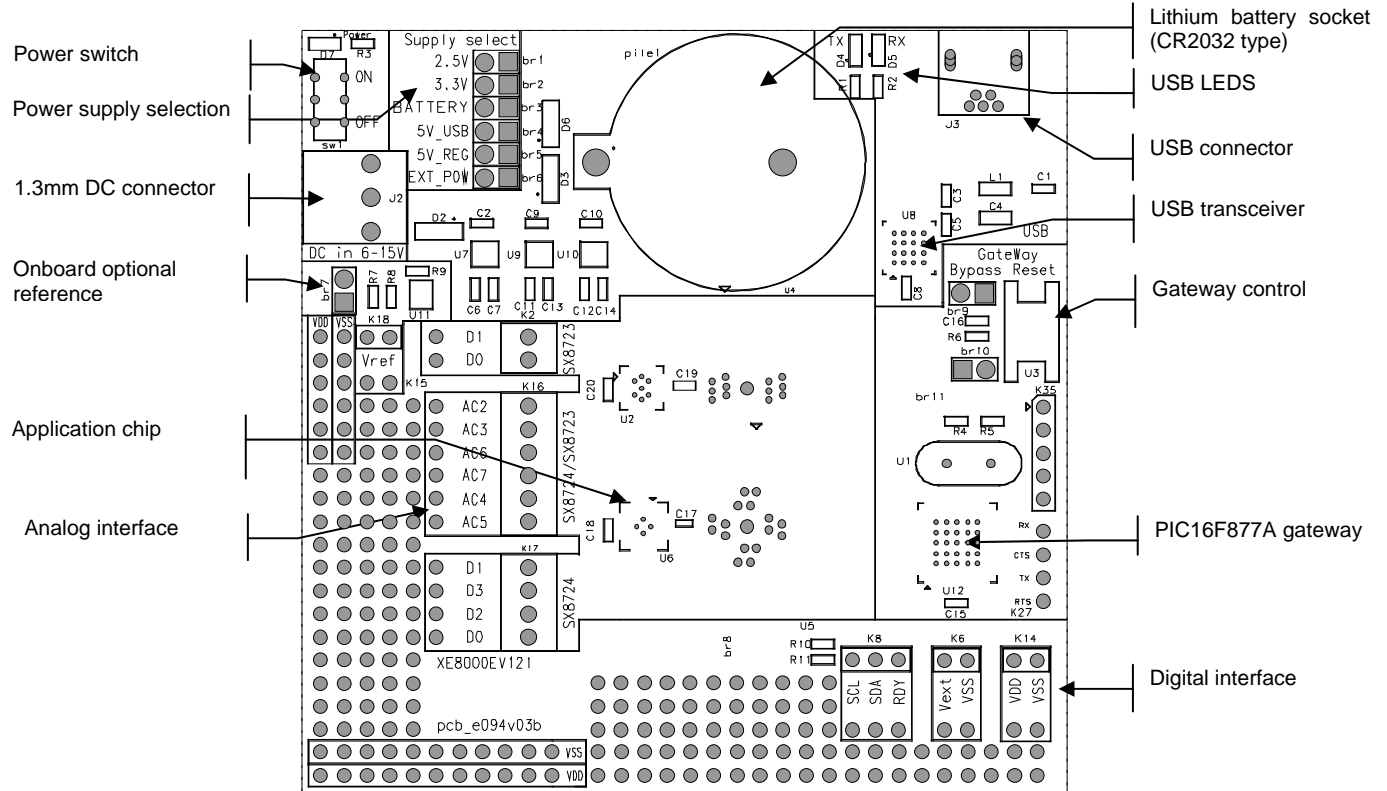 Power switch
Power supply selection
1.3mm DC connector
Onboard optional
reference
Application chip
Analog interface
Lithium battery socket
(CR2032 type)
USB LEDS
USB connector
USB transceiver
Gateway control
PIC16F877A gateway
Digital interface
Power
D7
R3
ON
OFF
sw1
Supply select
2.5V
br1
3.3V
br2
BATTERY
br3
5V_USB
br4
5V_REG
br5
EXT_POW
br6
D6
D3
pile1
TX
RX
D4
D5
R1
R2
J3
J2
DC in 6-15V
D2
C2
C9
C10
U7
U9
U10
C6
C7
C11
C13
C12
C14
U4
C3
L1
C1
C5
C4
USB
U8
C8
GateWay
Bypass Reset
br9
C16
R6
br10
U3
br11
K35
R4
R5
U1
br7
R7
R8
R9
U11
VDD
VSS
K18
Vref
K15
K2
D1
D0
SX8723
K16
AC2
AC3
AC6
AC7
AC4
AC5
SX8724/SX8723
K17
D1
D3
D2
D0
SX8724
XE8000EV121
C20
U2
C19
C18
U6
C17
RX
CTS
TX
RTS
K27
U12
C15
br8
U5
R10
R11
K8
SCL
SDA
RDY
K6
Vext
VSS
K14
VDD
VSS
pcb_e094v03b
VSS
VDD